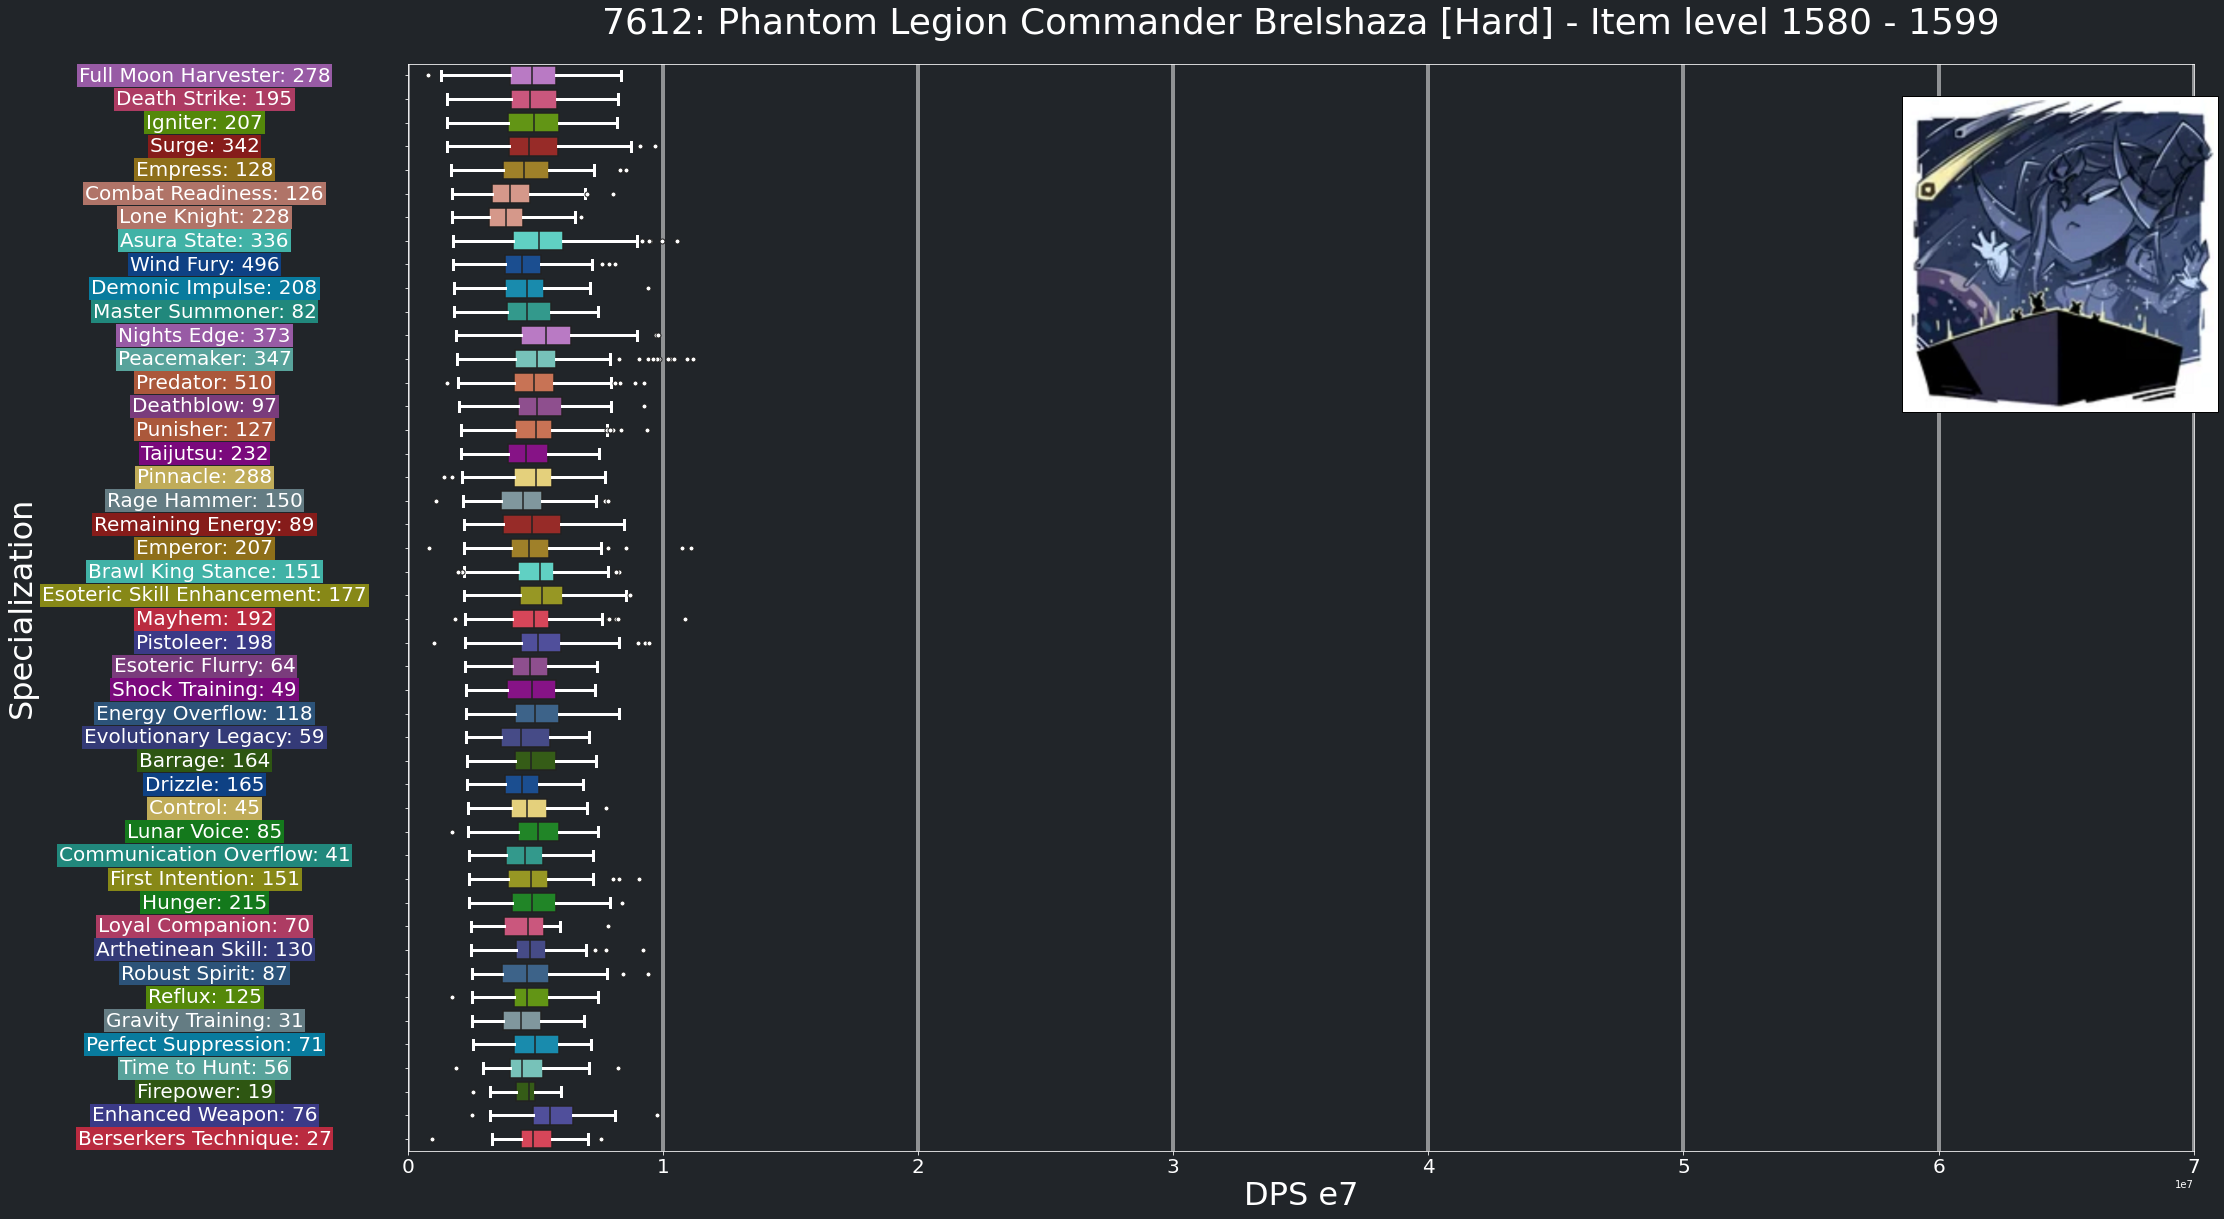 7612: Phantom Legion Commander Brelshaza [Hard] - Item level 1580 - 1599
Specialization
Full Moon Harvester: 278
Death Strike: 195
Igniter: 207
Surge: 342
Empress: 128
Combat Readiness: 126
Lone Knight: 228
Asura State: 336
Wind Fury: 496
Demonic Impulse: 208
Master Summoner: 82
Nights Edge: 373
Peacemaker: 347
Predator: 510
Deathblow: 97
Punisher: 127
Taijutsu: 232
Pinnacle: 288
Rage Hammer: 150
Remaining Energy: 89
Emperor: 207
Brawl King Stance: 151
Esoteric Skill Enhancement: 177
Mayhem: 192
Pistoleer: 198
Esoteric Flurry: 64
Shock Training: 49
Energy Overflow: 118
Evolutionary Legacy: 59
Barrage: 164
Drizzle: 165
Control: 45
Lunar Voice: 85
Communication Overflow: 41
First Intention: 151
Hunger: 215
Loyal Companion: 70
Arthetinean Skill: 130
Robust Spirit: 87
Reflux: 125
Gravity Training: 31
Perfect Suppression: 71
Time to Hunt: 56
Firepower: 19
Enhanced Weapon: 76
Berserkers Technique: 27
0 1 2 3 4 5 6 7
1e7
DPS e7